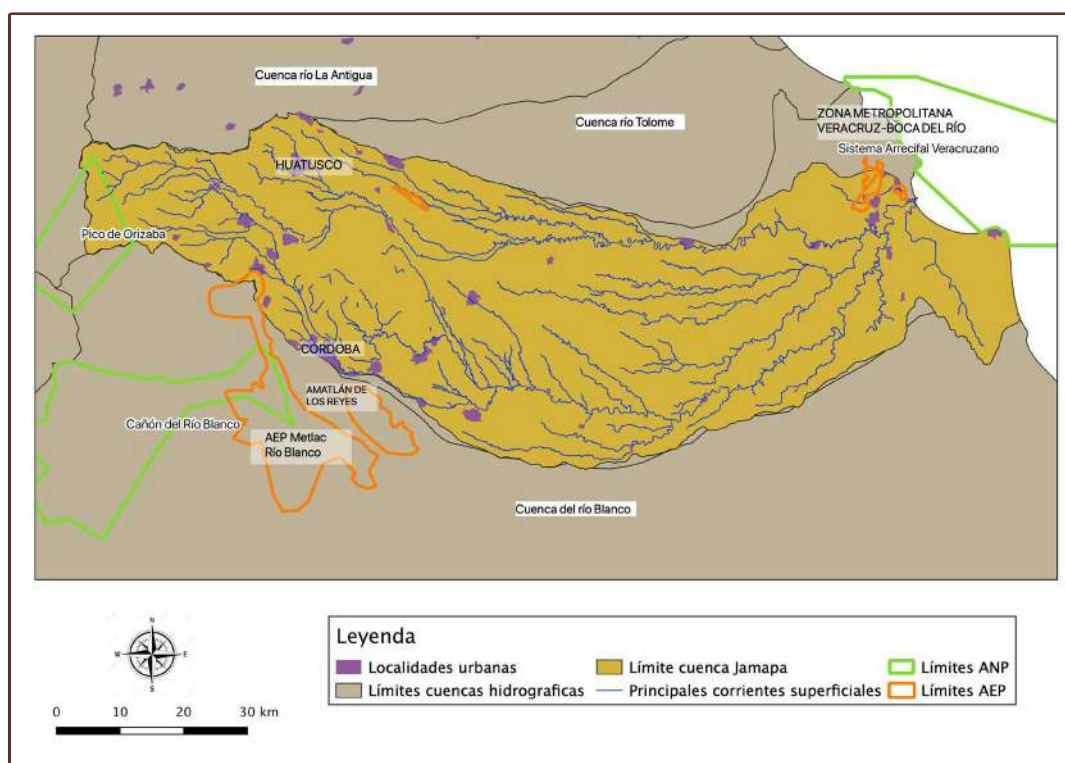 Cuenca río La Antigua
Cuenca río Tolome
ZONA METROPOLITANA
VERACRUZ-BOCA DEL RÍO
Sistema Arrecifal Veracruzano
HUATUSCO
Pico de Orizaba
CÓRDOBA
AMATLÁN DE
LOS REYES
Cañón del Río Blanco
AEP Metlac
Río Blanco
Cuenca del río Blanco
N
W
E
S
0 10 20 30 km
Leyenda
Localidades urbanas
Límite cuenca Jamapa
Límites ANP
Límites cuencas hidrograficas
Principales corrientes superficiales
Límites AEP